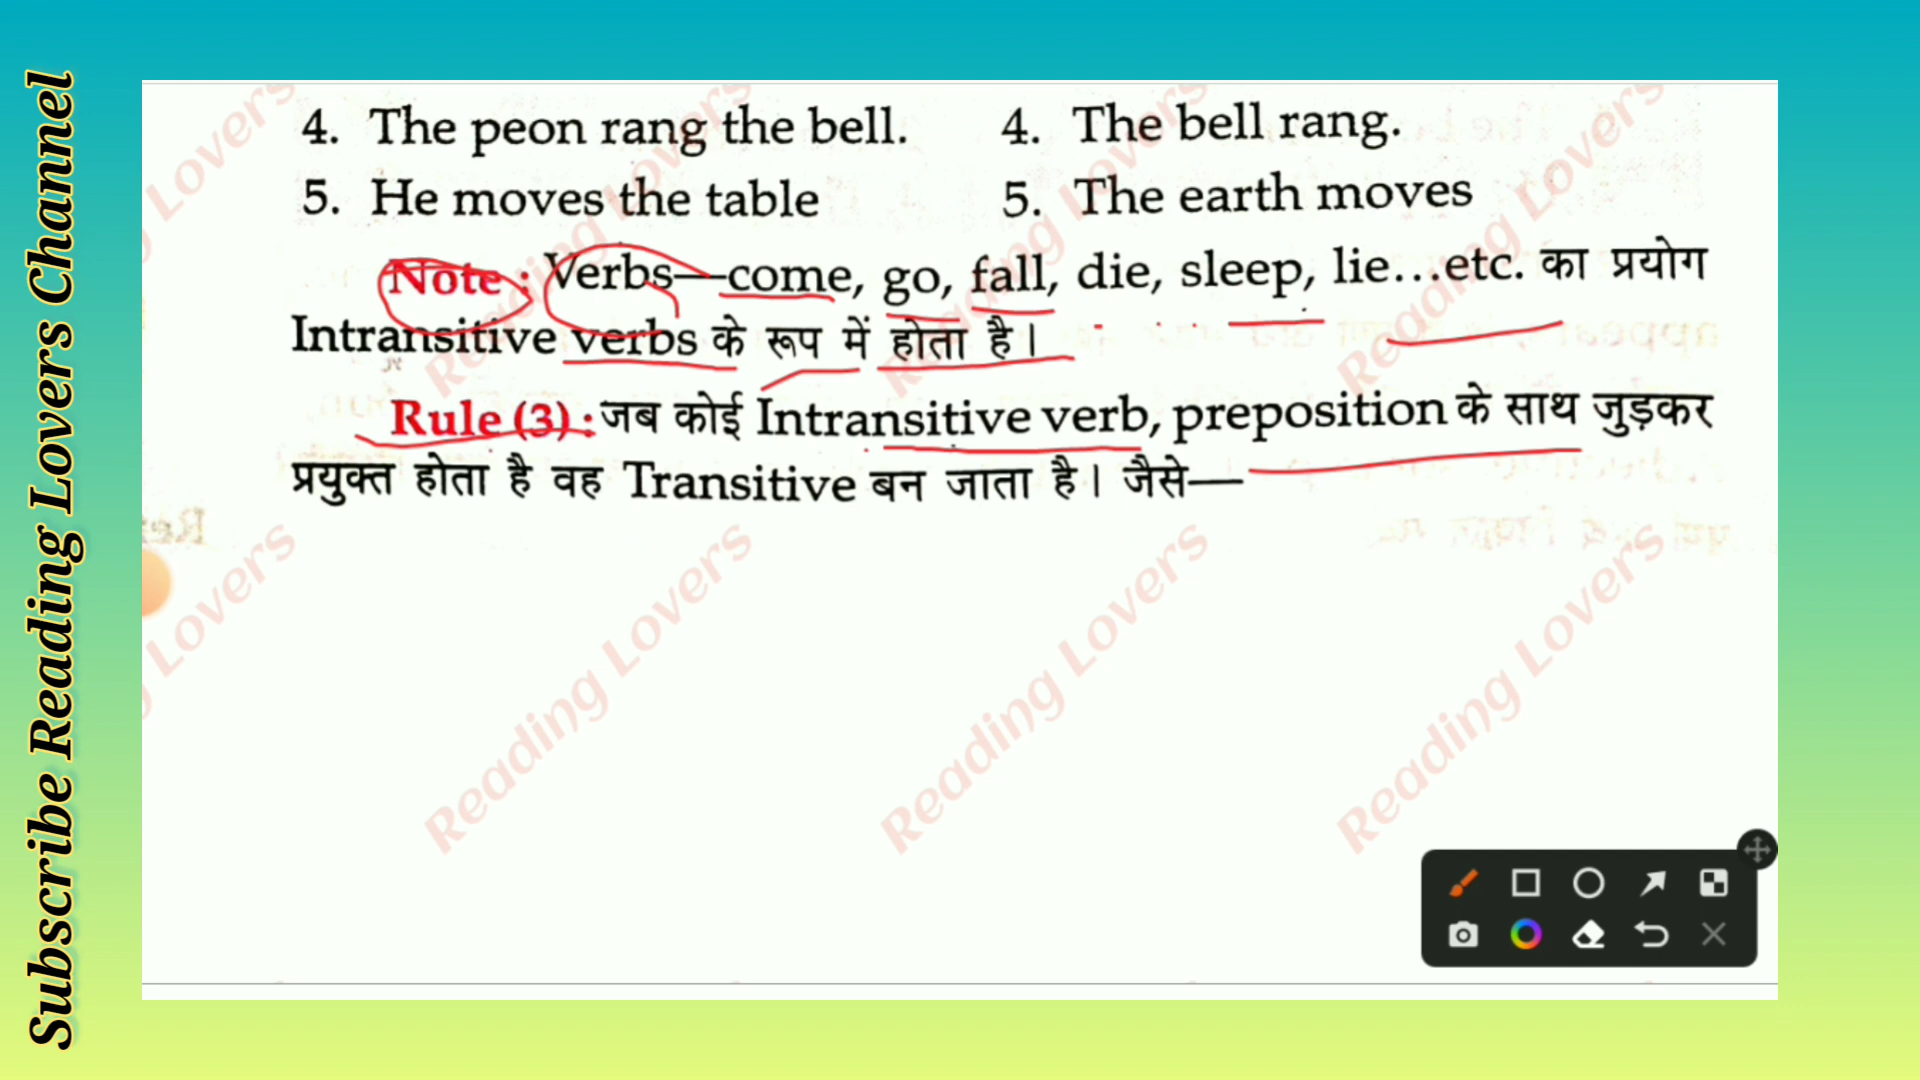 Subscribe Reading Lovers Channel
4. The peon rang the bell. 4. The bell rang.
5. He moves the table 5. The earth moves
Note : Verbs—come, go, fall, die, sleep, lie...etc. का प्रयोग
Intransitive verbs के रूप में होता है।
Rule (3) : जब कोई Intransitive verb, preposition के साथ जुड़कर
प्रयुक्त होता है वह Transitive बन जाता है। जैसे—
Reading Lovers